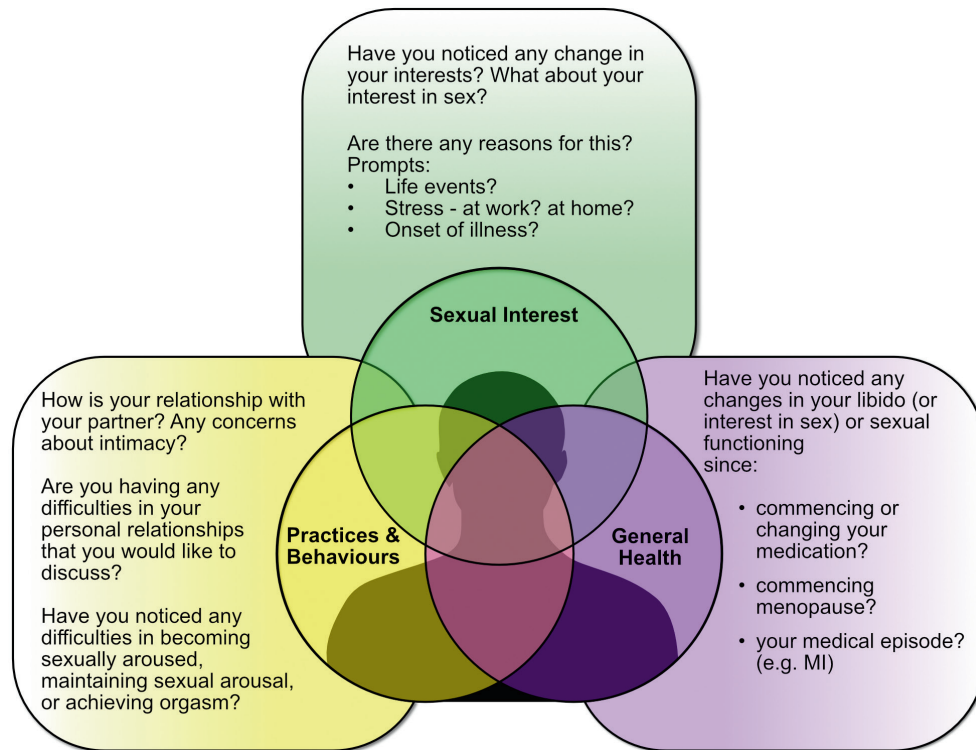 Have you noticed any change in
your interests? What about your
interest in sex?
Are there any reasons for this?
Prompts:
• Life events?
• Stress - at work? at home?
• Onset of illness?
Sexual Interest
How is your relationship with
your partner? Any concerns
about intimacy?
Are you having any
difficulties in your
personal relationships
that you would like to
discuss?
Have you noticed any
difficulties in becoming
sexually aroused,
maintaining sexual arousal,
or achieving orgasm?
Practices &
Behaviours
General
Health
Have you noticed any
changes in your libido (or
interest in sex) or sexual
functioning
since:
• commencing or
changing your
medication?
• commencing
menopause?
• your medical episode?
(e.g. MI)